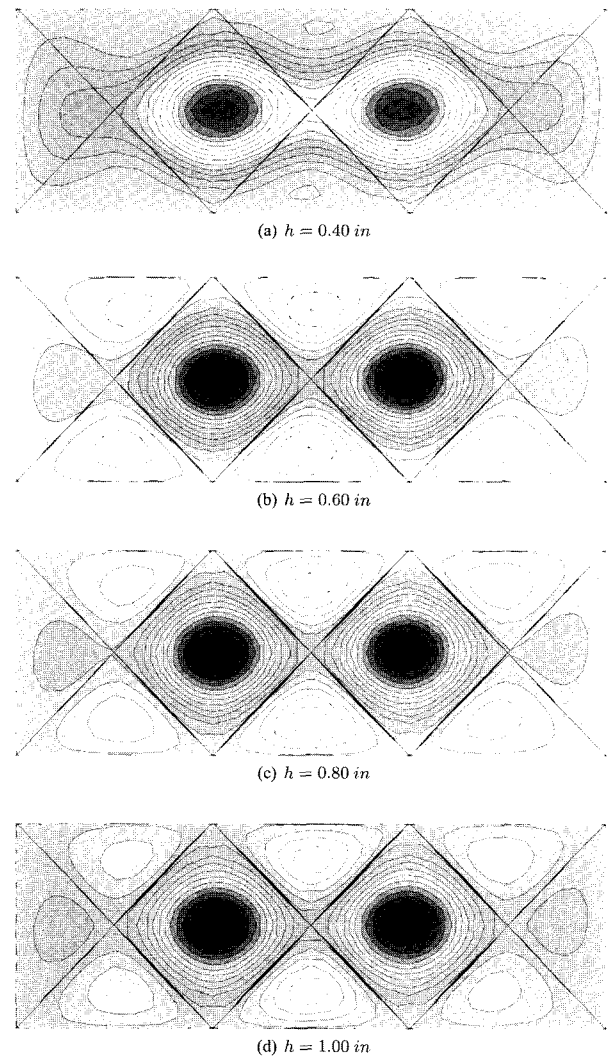 (a) h = 0.40 in
(b) h = 0.60 in
(c) h = 0.80 in
(d) h = 1.00 in